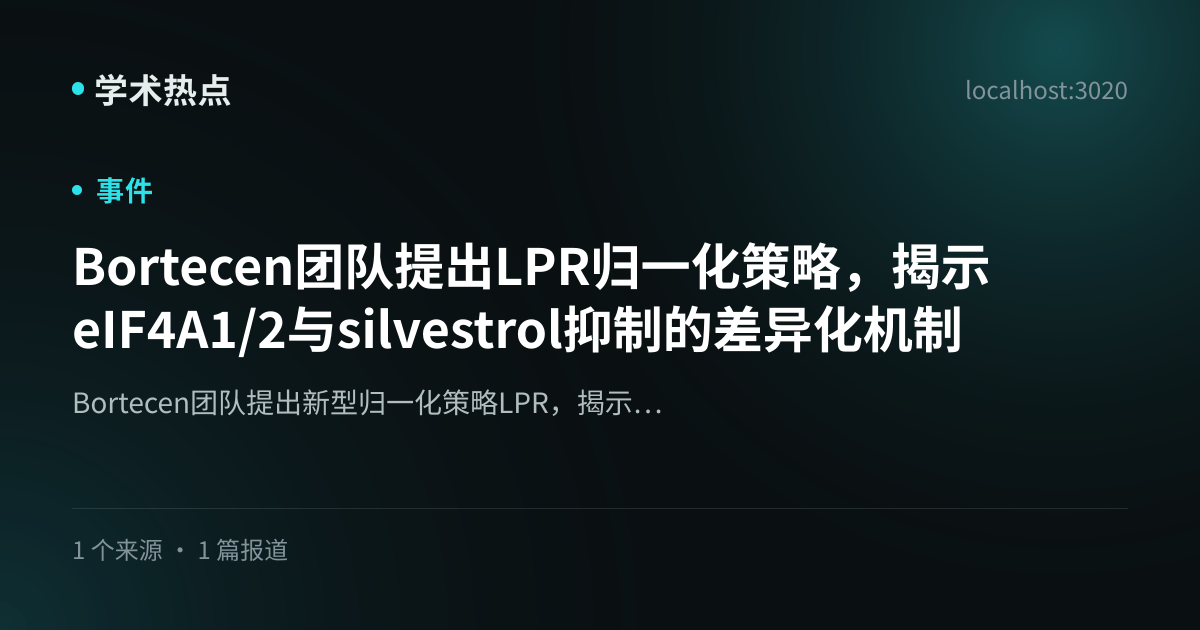 学术热点
localhost:3020
事件
Bortecen团队提出LPR归一化策略，揭示
eIF4A1/2与silvestrol抑制的差异化机制
Bortecen团队提出新型归一化策略LPR，揭示…
1 个来源 · 1 篇报道